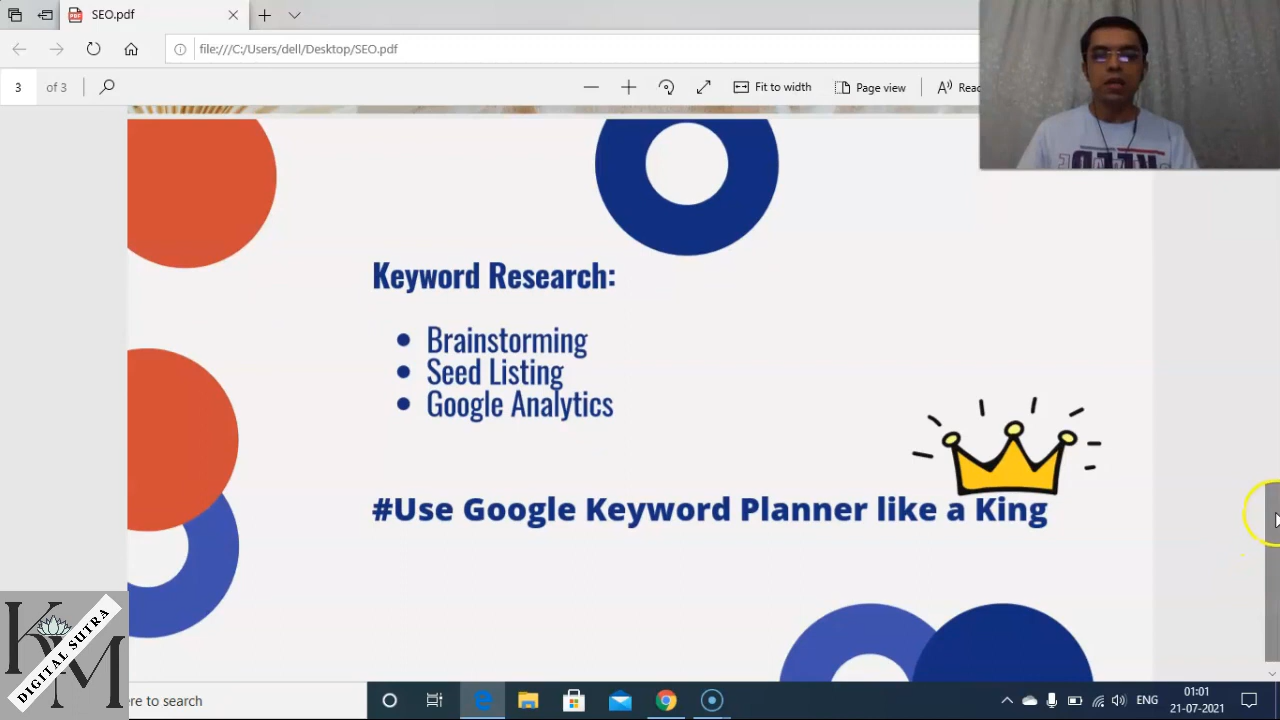 SEO.pdf
file:///C:/Users/dell/Desktop/SEO.pdf
3 of 3
Fit to width
Page view
Keyword Research:
Brainstorming
Seed Listing
Google Analytics
#Use Google Keyword Planner like a King
KM
DIGITAL SUTRA
to search
ENG
01:01
21-07-2021